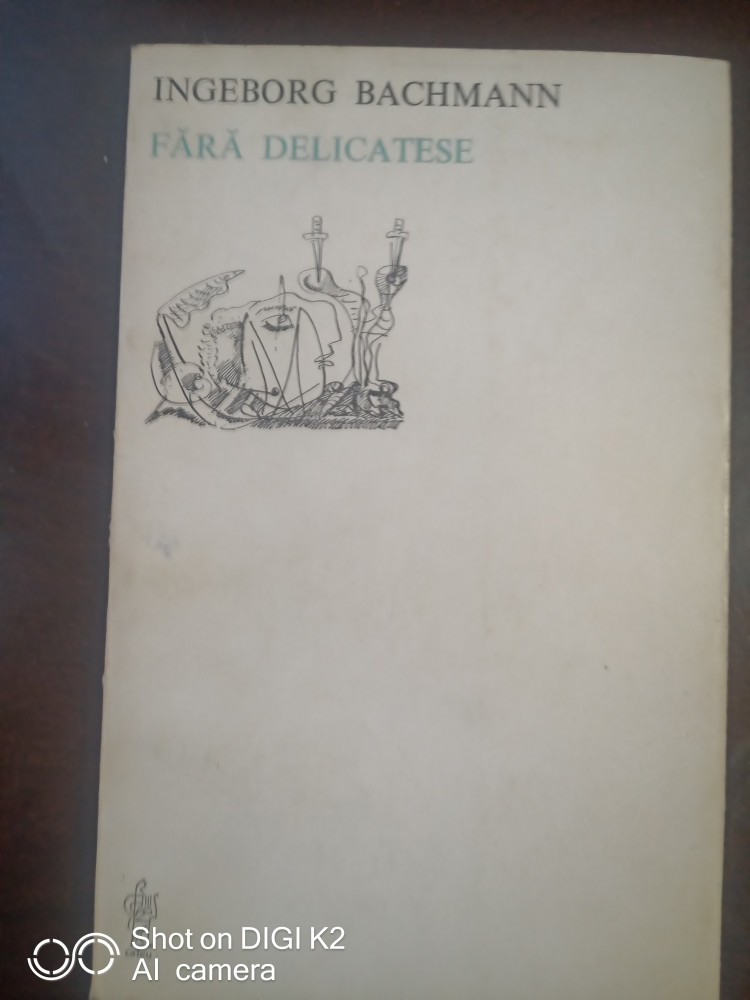 INGEBORG BACHMANN
FĂRĂ DELICATESE
Shot on DIGI K2
AI camera